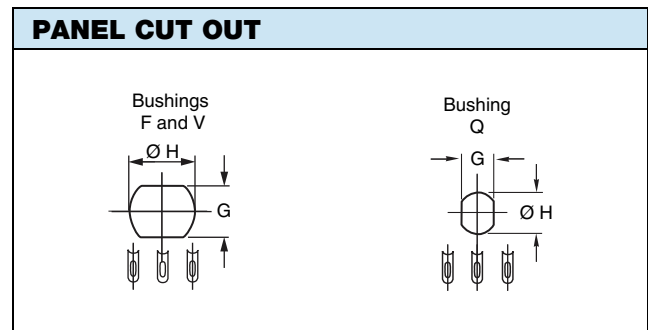 PANEL CUT OUT
Bushings
F and V
Ø H
G
Bushing
Q
G
Ø H